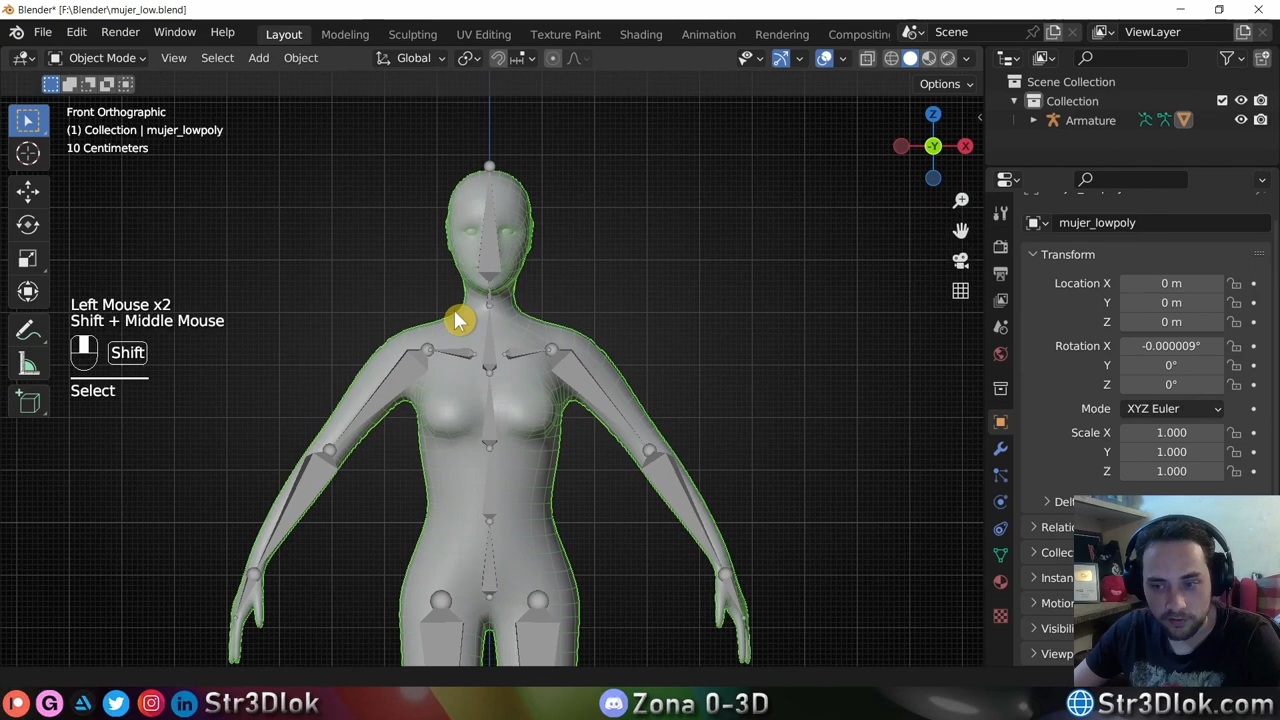 Blender* [F:\Blender\mujer_low.blend]
File Edit Render Window Help Layout Modeling Sculpting UV Editing Texture Paint Shading Animation Rendering Compositing Scene ViewLayer
Object Mode View Select Add Object Global
Options
Front Orthographic
(1) Collection | mujer_lowpoly
10 Centimeters
Left Mouse x2
Shift + Middle Mouse
Shift
Select
Z
-Y
X
Scene Collection
Collection
Armature
mujer_lowpoly
Transform
Location X 0 m
Y 0 m
Z 0 m
Rotation X -0.000009°
Y 0°
Z 0°
Mode XYZ Euler
Scale X 1.000
Y 1.000
Z 1.000
Del
Relatio
Collec
Instan
Motio
Visibili
Viewp
Str3Dlok
Zona 0-3D
Str3Dlok.com